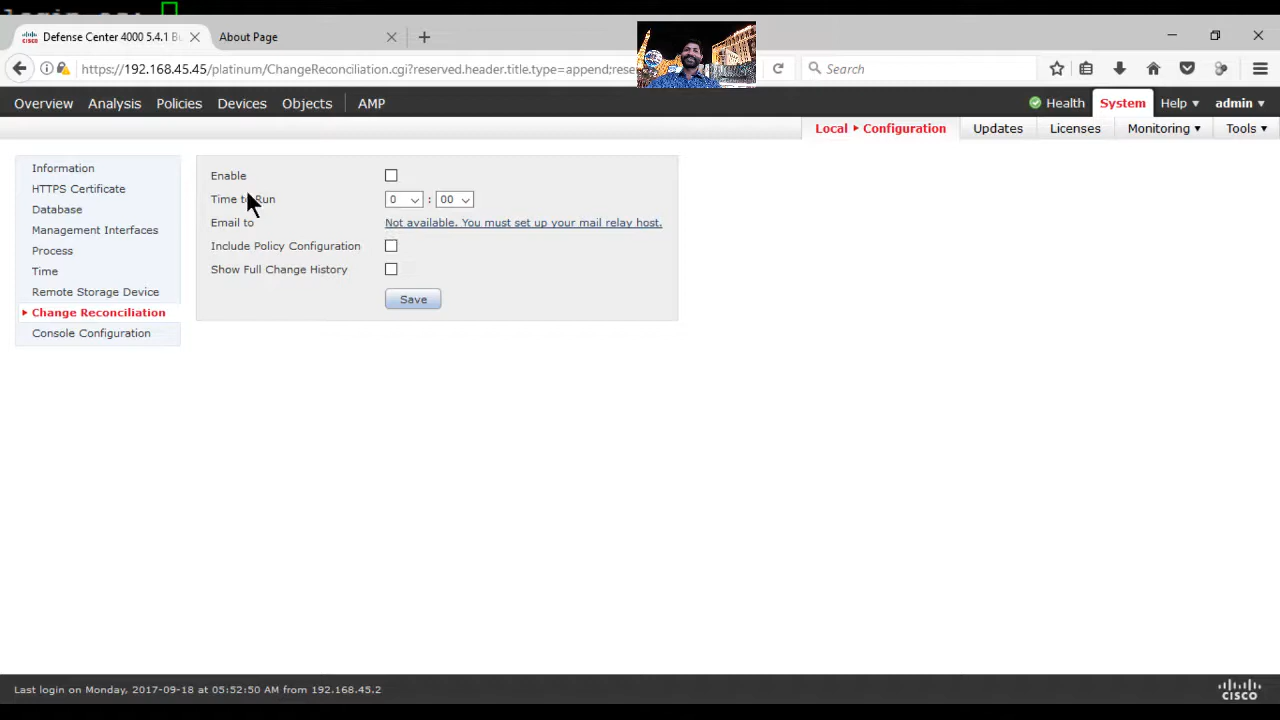 login as:
Defense Center 4000 5.4.1 Bu
About Page
https://192.168.45.45/platinum/ChangeReconciliation.cgi?reserved.header.title.type=append;rese
Search
Overview Analysis Policies Devices Objects AMP Health System Help admin
Local Configuration Updates Licenses Monitoring Tools
Information
HTTPS Certificate
Database
Management Interfaces
Process
Time
Remote Storage Device
Change Reconciliation
Console Configuration
Enable
Time to Run 0 : 00
Email to Not available. You must set up your mail relay host.
Include Policy Configuration
Show Full Change History
Save
Last login on Monday, 2017-09-18 at 05:52:50 AM from 192.168.45.2
CISCO